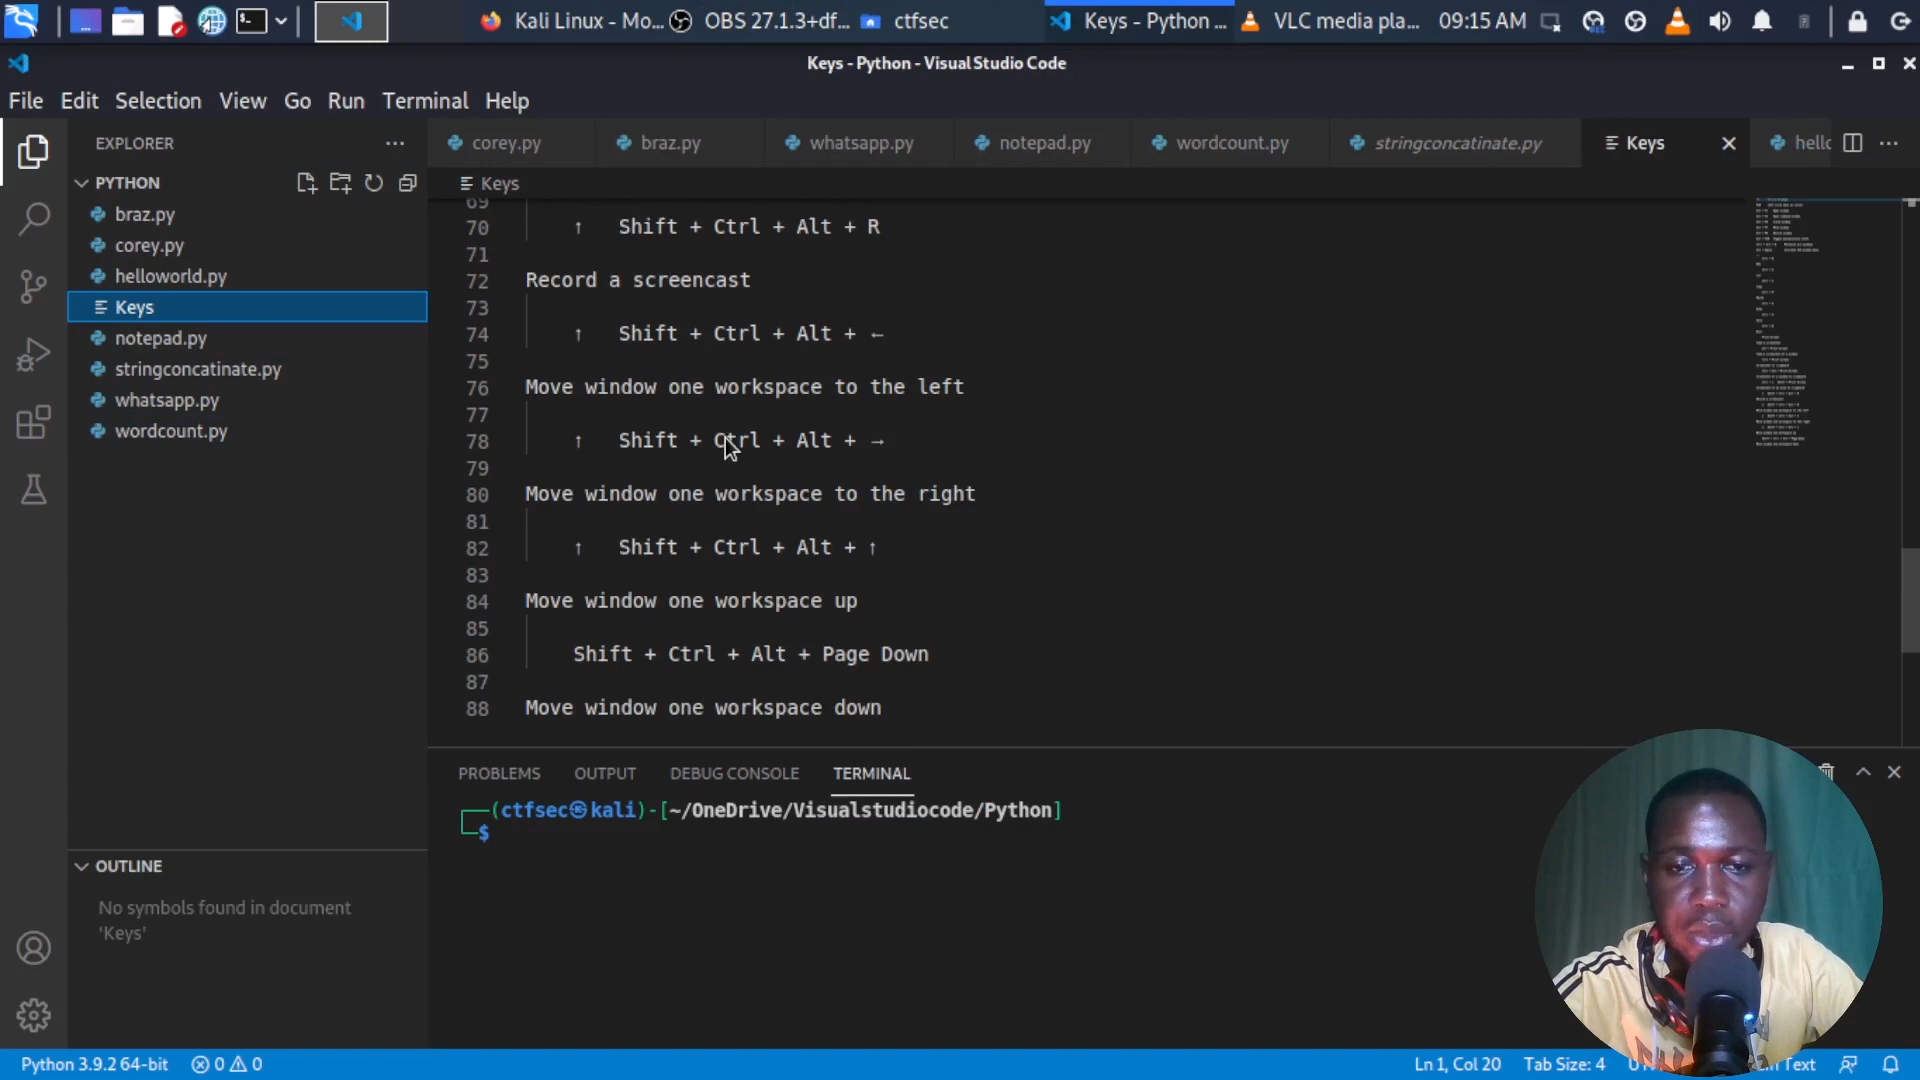 Kali Linux - Mo...
OBS 27.1.3+df...
ctfsec
Keys - Python ...
VLC media pla...
09:15 AM
Keys - Python - Visual Studio Code
File Edit Selection View Go Run Terminal Help
EXPLORER
PYTHON
braz.py
corey.py
helloworld.py
Keys
notepad.py
stringconcatinate.py
whatsapp.py
wordcount.py
OUTLINE
No symbols found in document
'Keys'
corey.py braz.py whatsapp.py notepad.py wordcount.py stringconcatinate.py Keys
Keys
69
70 ↑ Shift + Ctrl + Alt + R
71
72 Record a screencast
73
74 ↑ Shift + Ctrl + Alt + ←
75
76 Move window one workspace to the left
77
78 ↑ Shift + Ctrl + Alt + →
79
80 Move window one workspace to the right
81
82 ↑ Shift + Ctrl + Alt + ↑
83
84 Move window one workspace up
85
86 Shift + Ctrl + Alt + Page Down
87
88 Move window one workspace down
PROBLEMS OUTPUT DEBUG CONSOLE TERMINAL
(ctfsec㉿kali)-[~/OneDrive/Visualstudiocode/Python]
$
Python 3.9.2 64-bit 0 0 Ln 1, Col 20 Tab Size: 4 Text